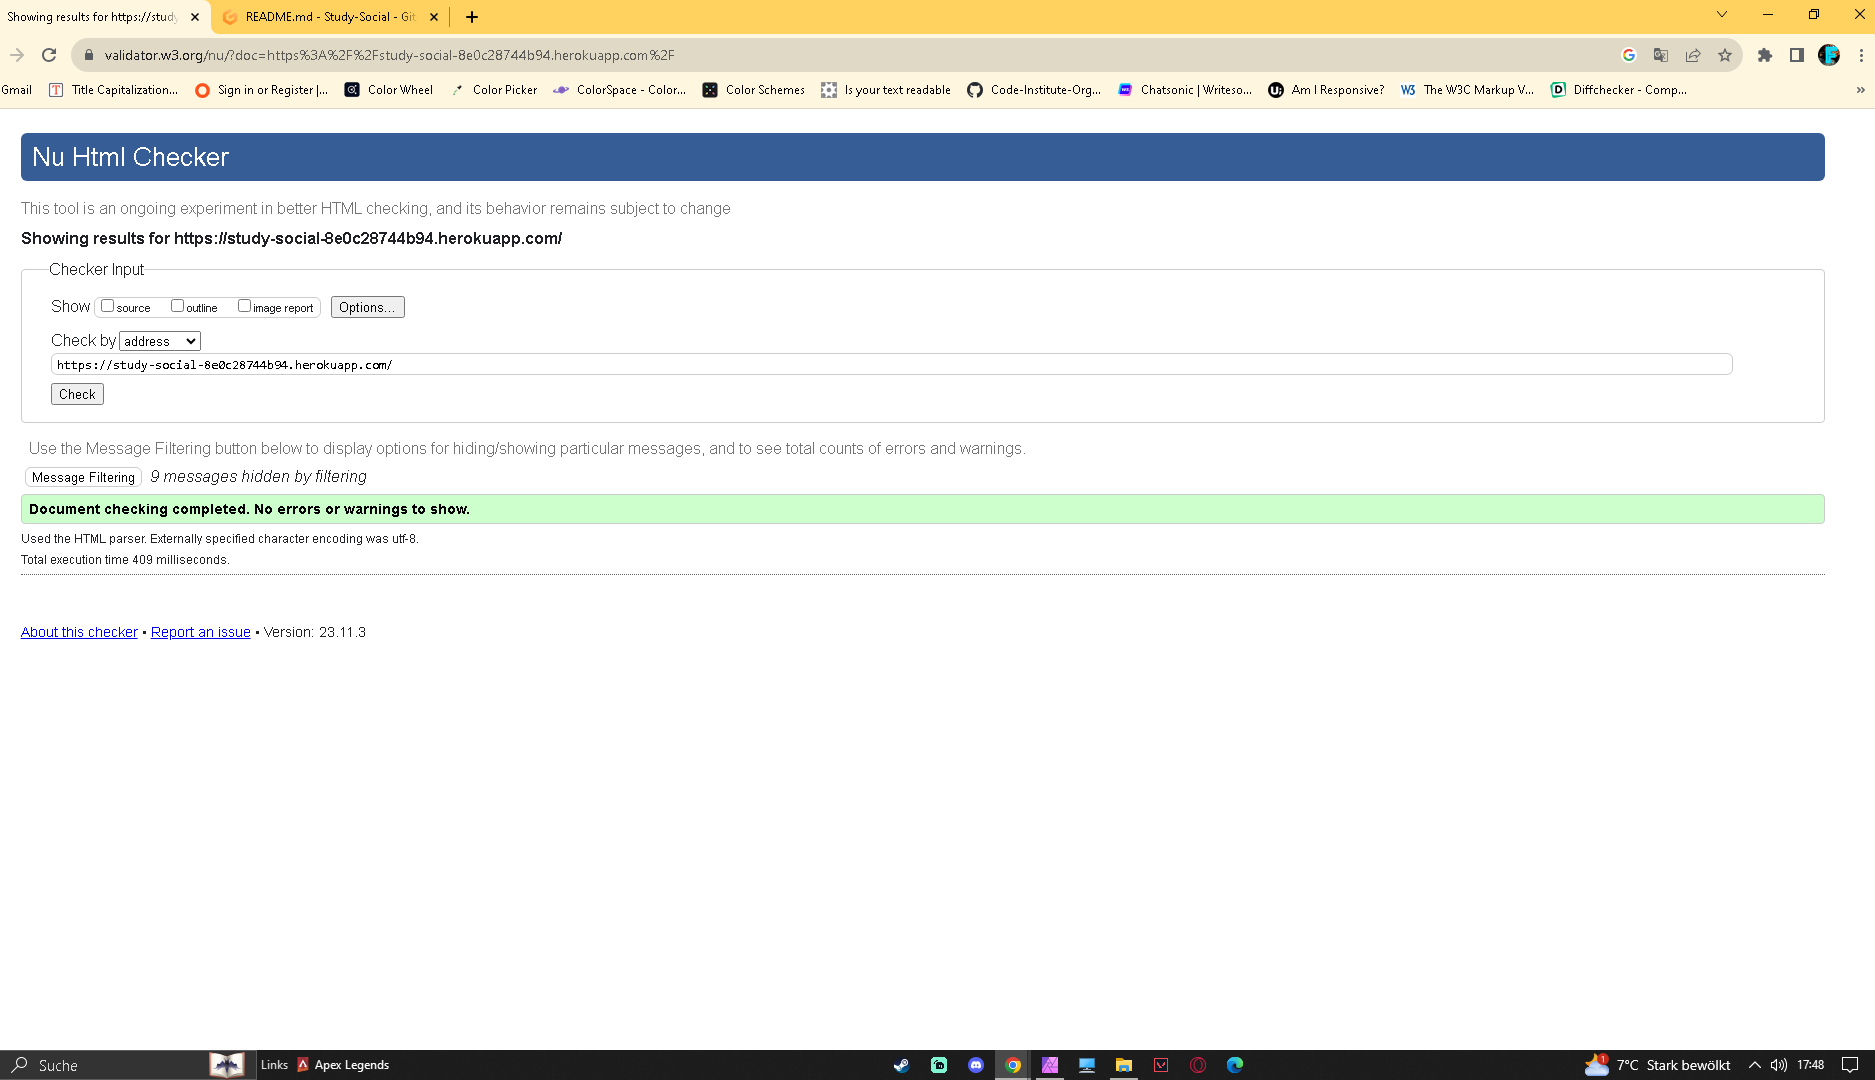 Showing results for https://study
README.md - Study-Social - Git
validator.w3.org/nu/?doc=https%3A%2F%2Fstudy-social-8e0c28744b94.herokuapp.com%2F
Gmail
Title Capitalization...
Sign in or Register |...
Color Wheel
Color Picker
ColorSpace - Color...
Color Schemes
Is your text readable
Code-Institute-Org...
Chatsonic | Writeso...
Am I Responsive?
The W3C Markup V...
Diffchecker - Comp...
Nu Html Checker
This tool is an ongoing experiment in better HTML checking, and its behavior remains subject to change
Showing results for https://study-social-8e0c28744b94.herokuapp.com/
Checker Input
Show source outline image report Options...
Check by address
https://study-social-8e0c28744b94.herokuapp.com/
Check
Use the Message Filtering button below to display options for hiding/showing particular messages, and to see total counts of errors and warnings.
Message Filtering 9 messages hidden by filtering
Document checking completed. No errors or warnings to show.
Used the HTML parser. Externally specified character encoding was utf-8.
Total execution time 409 milliseconds.
About this checker • Report an issue • Version: 23.11.3
Suche
Links
Apex Legends
1
7°C Stark bewölkt
17:48